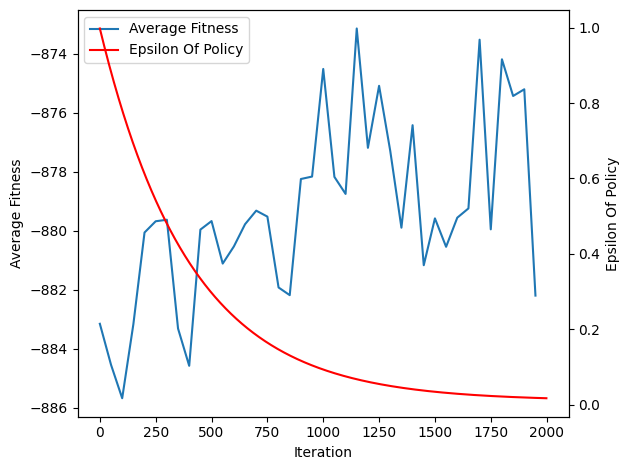 Average Fitness
Epsilon Of Policy
−874
−876
−878
−880
−882
−884
−886
Average Fitness
1.0
0.8
0.6
0.4
0.2
0.0
Epsilon Of Policy
0 250 500 750 1000 1250 1500 1750 2000
Iteration